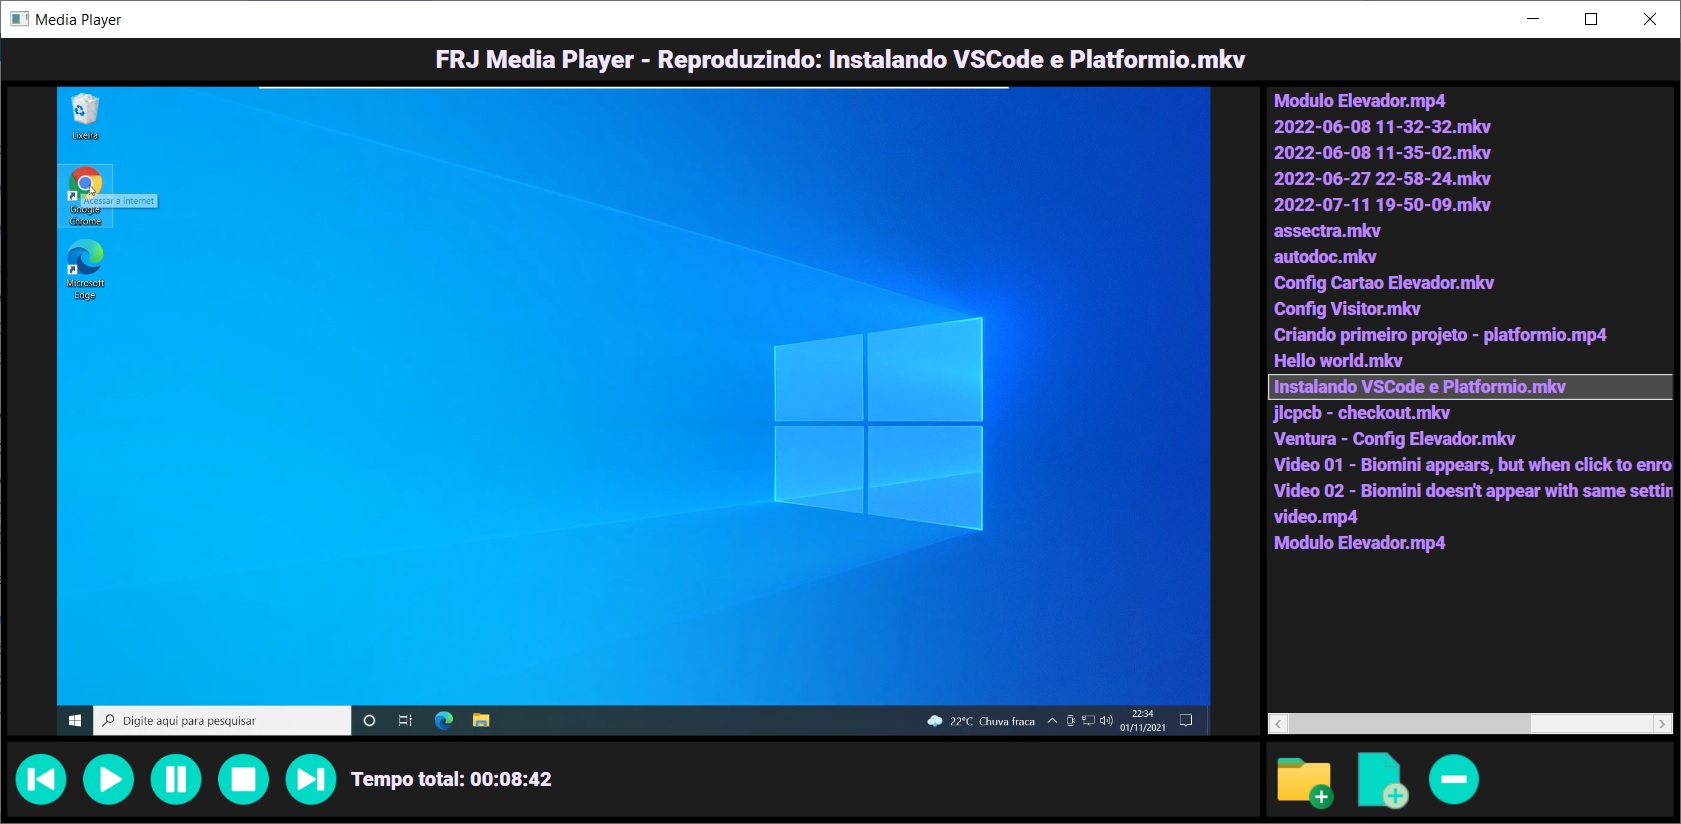 Media Player
FRJ Media Player - Reproduzindo: Instalando VSCode e Platformio.mkv
Lixeira
Acessar a internet
Google
Chrome
Microsoft
Edge
Digite aqui para pesquisar
22°C Chuva fraca
22:34
01/11/2021
Modulo Elevador.mp4
2022-06-08 11-32-32.mkv
2022-06-08 11-35-02.mkv
2022-06-27 22-58-24.mkv
2022-07-11 19-50-09.mkv
assectra.mkv
autodoc.mkv
Config Cartao Elevador.mkv
Config Visitor.mkv
Criando primeiro projeto - platformio.mp4
Hello world.mkv
Instalando VSCode e Platformio.mkv
jlcpcb - checkout.mkv
Ventura - Config Elevador.mkv
Video 01 - Biomini appears, but when click to enro
Video 02 - Biomini doesn't appear with same settin
video.mp4
Modulo Elevador.mp4
Tempo total: 00:08:42